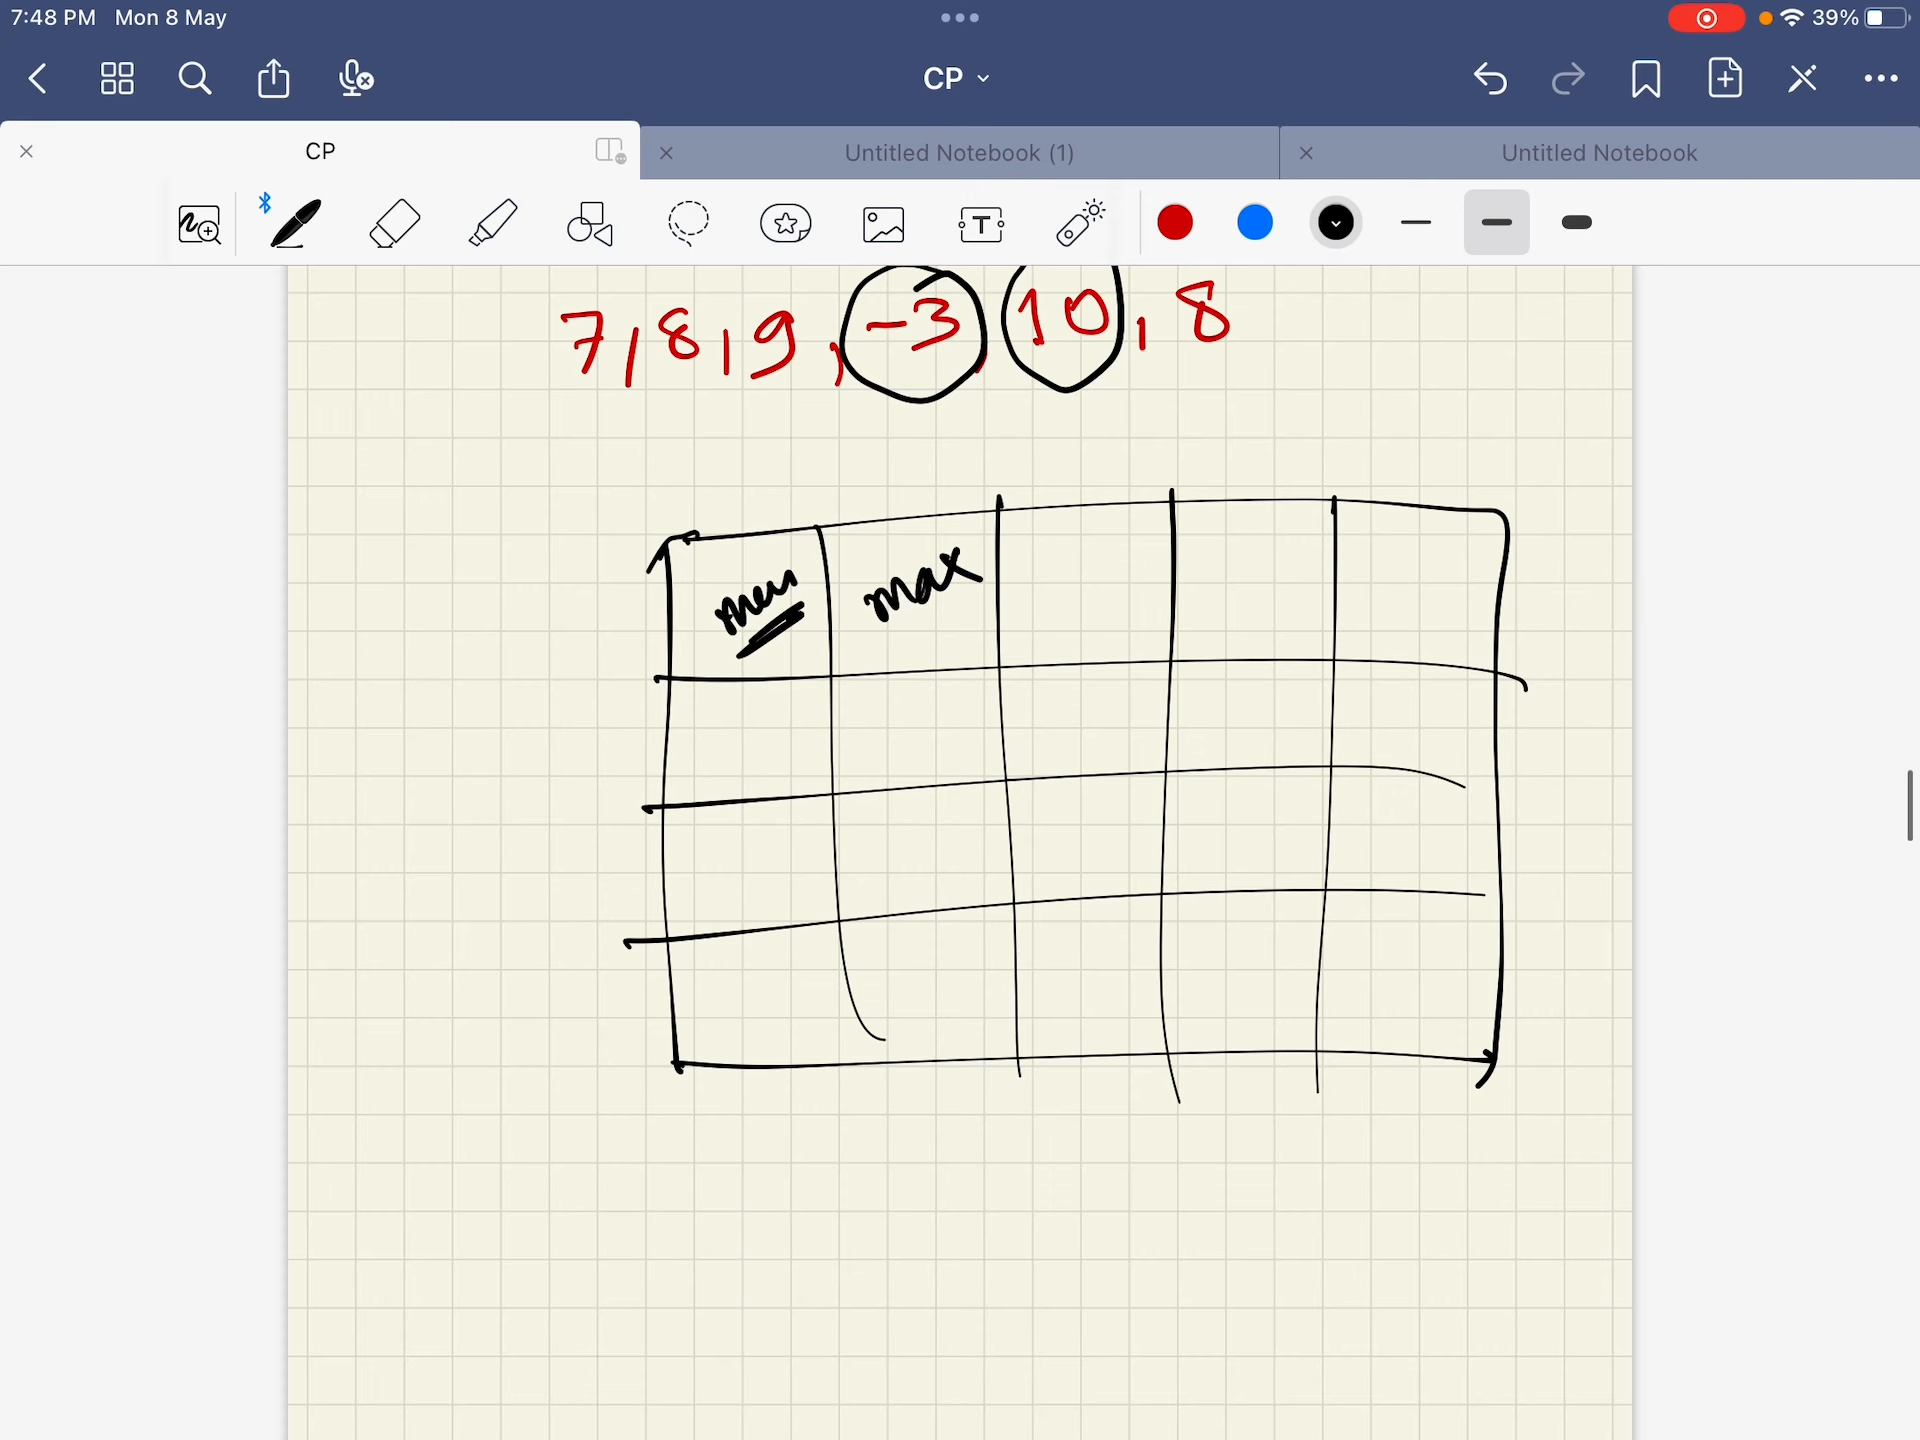 7:48 PM Mon 8 May
39%
CP
CP
Untitled Notebook (1)
Untitled Notebook
T
7, 8, 9, -3, 10, 8
min max